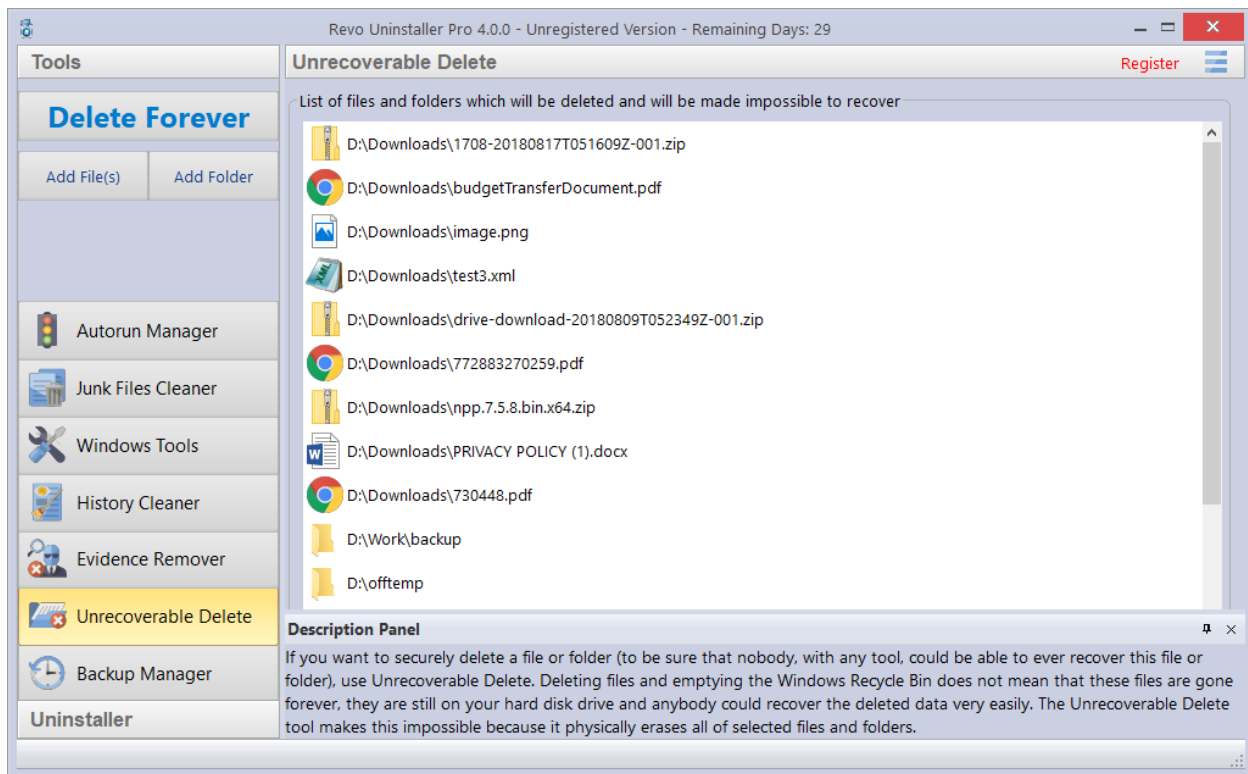 Revo Uninstaller Pro 4.0.0 - Unregistered Version - Remaining Days: 29
Tools
Unrecoverable Delete
Register
Delete Forever
Add File(s)
Add Folder
List of files and folders which will be deleted and will be made impossible to recover
D:\Downloads\1708-20180817T051609Z-001.zip
D:\Downloads\budgetTransferDocument.pdf
D:\Downloads\image.png
D:\Downloads\test3.xml
D:\Downloads\drive-download-20180809T052349Z-001.zip
D:\Downloads\772883270259.pdf
D:\Downloads\npp.7.5.8.bin.x64.zip
D:\Downloads\PRIVACY POLICY (1).docx
D:\Downloads\730448.pdf
D:\Work\backup
D:\offtemp
Autorun Manager
Junk Files Cleaner
Windows Tools
History Cleaner
Evidence Remover
Unrecoverable Delete
Backup Manager
Uninstaller
Description Panel
If you want to securely delete a file or folder (to be sure that nobody, with any tool, could be able to ever recover this file or
folder), use Unrecoverable Delete. Deleting files and emptying the Windows Recycle Bin does not mean that these files are gone
forever, they are still on your hard disk drive and anybody could recover the deleted data very easily. The Unrecoverable Delete
tool makes this impossible because it physically erases all of selected files and folders.